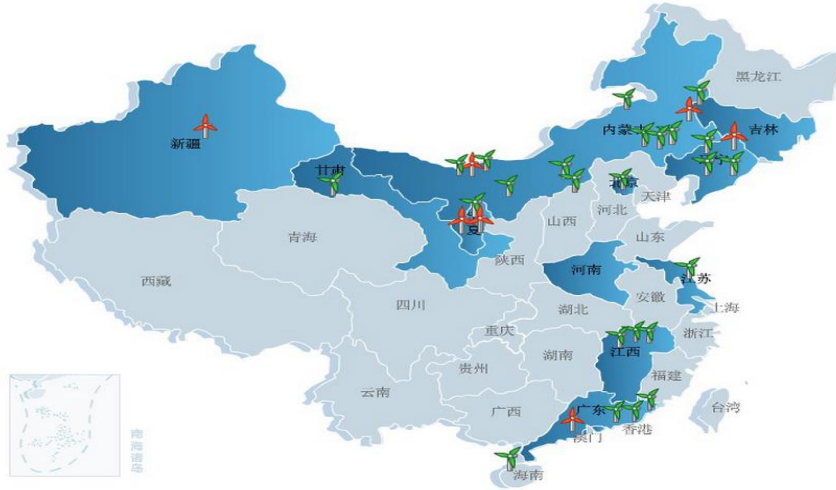 黑龙江
内蒙古
吉林
新疆
甘肃
宁
北京
天津
河北
山西
山东
青海
夏
陕西
西藏
河南
江苏
四川
安徽
湖北
上海
重庆
浙江
江西
湖南
贵州
福建
云南
广西
广东
台湾
香港
澳门
海南
南海诸岛